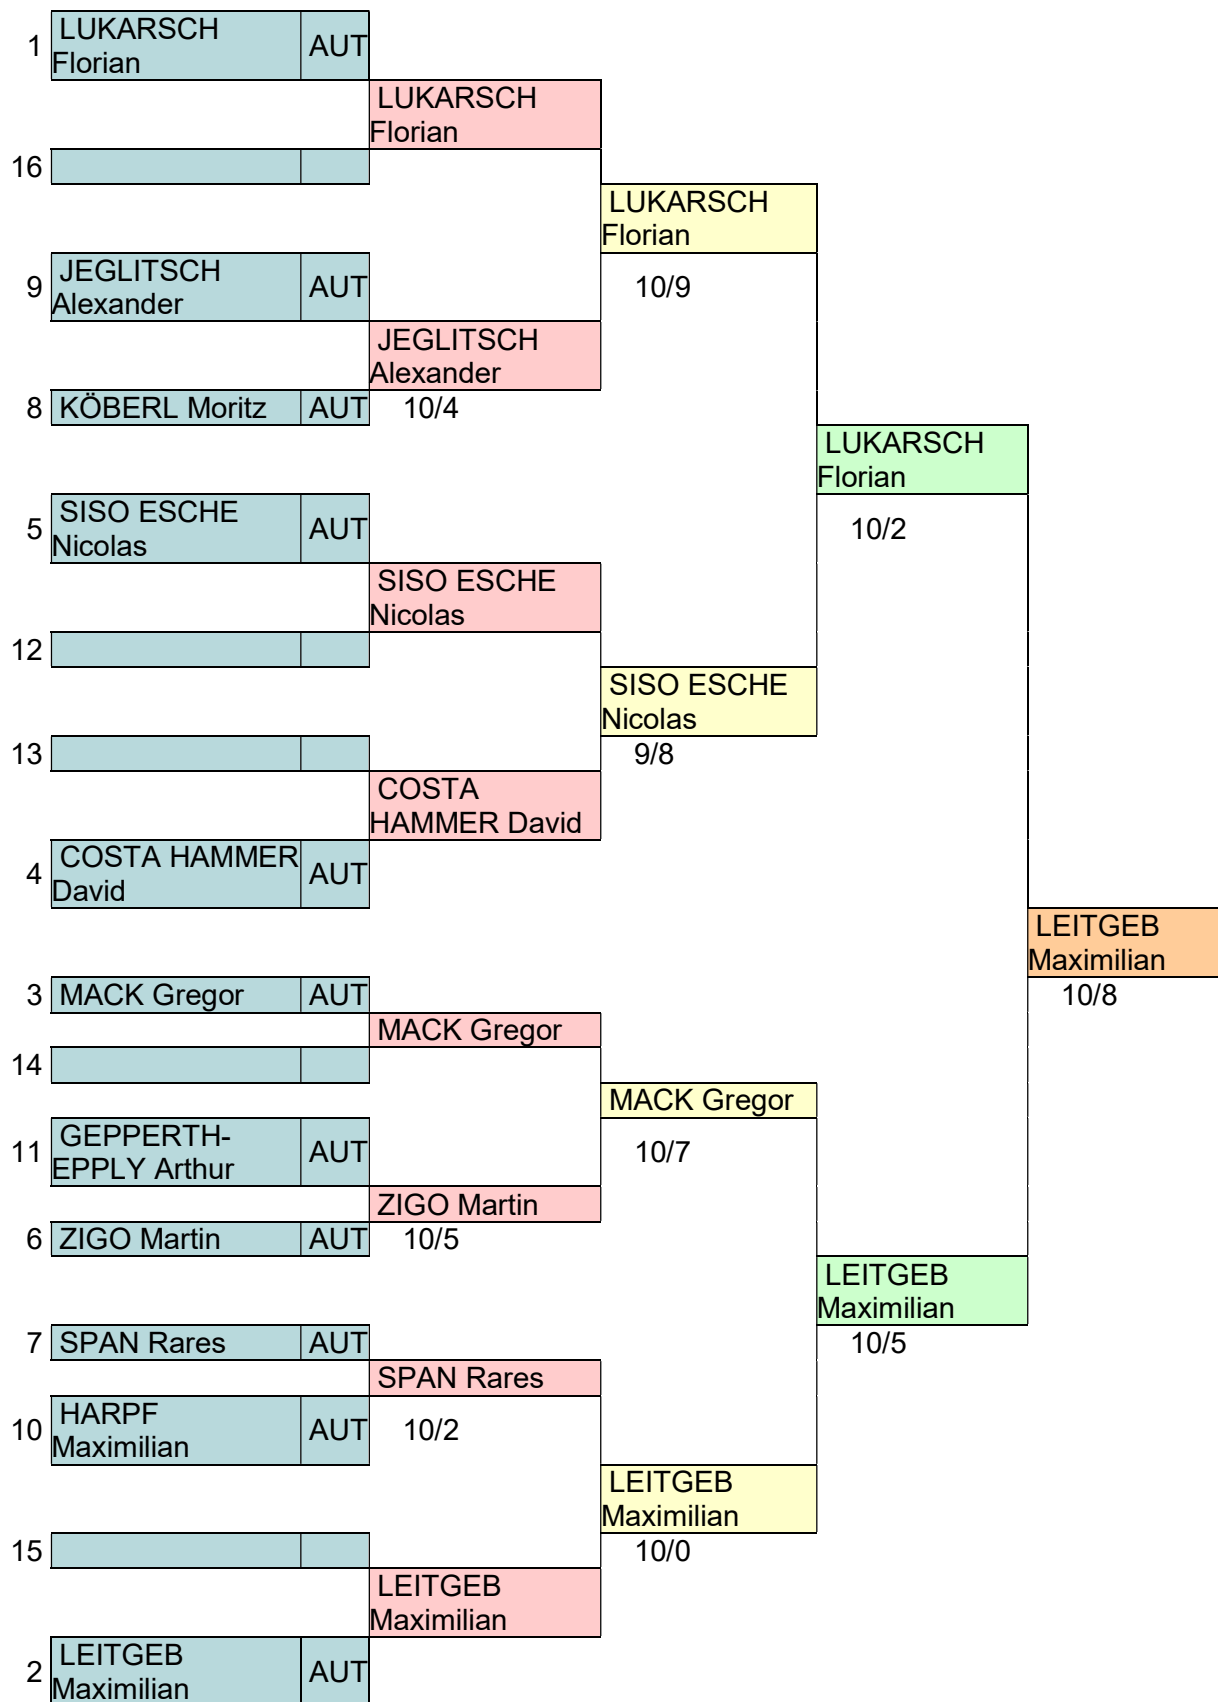 1 LUKARSCH Florian AUT
LUKARSCH Florian
16
LUKARSCH Florian
9 JEGLITSCH Alexander AUT
10/9
JEGLITSCH Alexander
8 KÖBERL Moritz AUT
10/4
LUKARSCH Florian
5 SISO ESCHE Nicolas AUT
10/2
SISO ESCHE Nicolas
12
SISO ESCHE Nicolas
13
9/8
COSTA HAMMER David
4 COSTA HAMMER David AUT
LEITGEB Maximilian
3 MACK Gregor AUT
10/8
MACK Gregor
14
MACK Gregor
11 GEPPERTH-EPPLY Arthur AUT
10/7
ZIGO Martin
6 ZIGO Martin AUT
10/5
LEITGEB Maximilian
7 SPAN Rares AUT
10/5
SPAN Rares
10 HARPF Maximilian AUT
10/2
LEITGEB Maximilian
15
10/0
LEITGEB Maximilian
2 LEITGEB Maximilian AUT